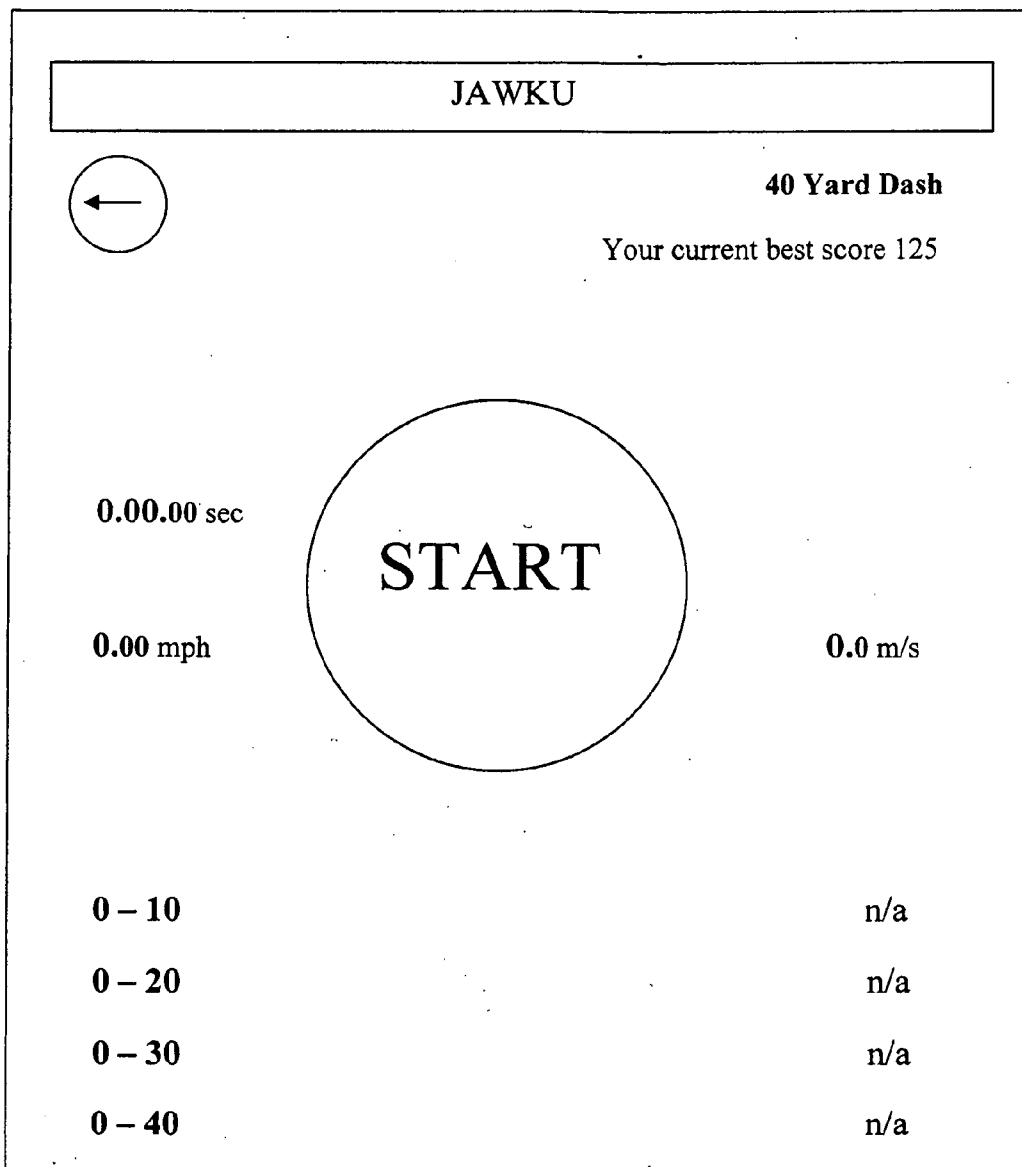 JAWKU
40 Yard Dash
Your current best score 125
0.00.00 sec
START
0.00 mph
0.0 m/s
0 – 10 n/a
0 – 20 n/a
0 – 30 n/a
0 – 40 n/a